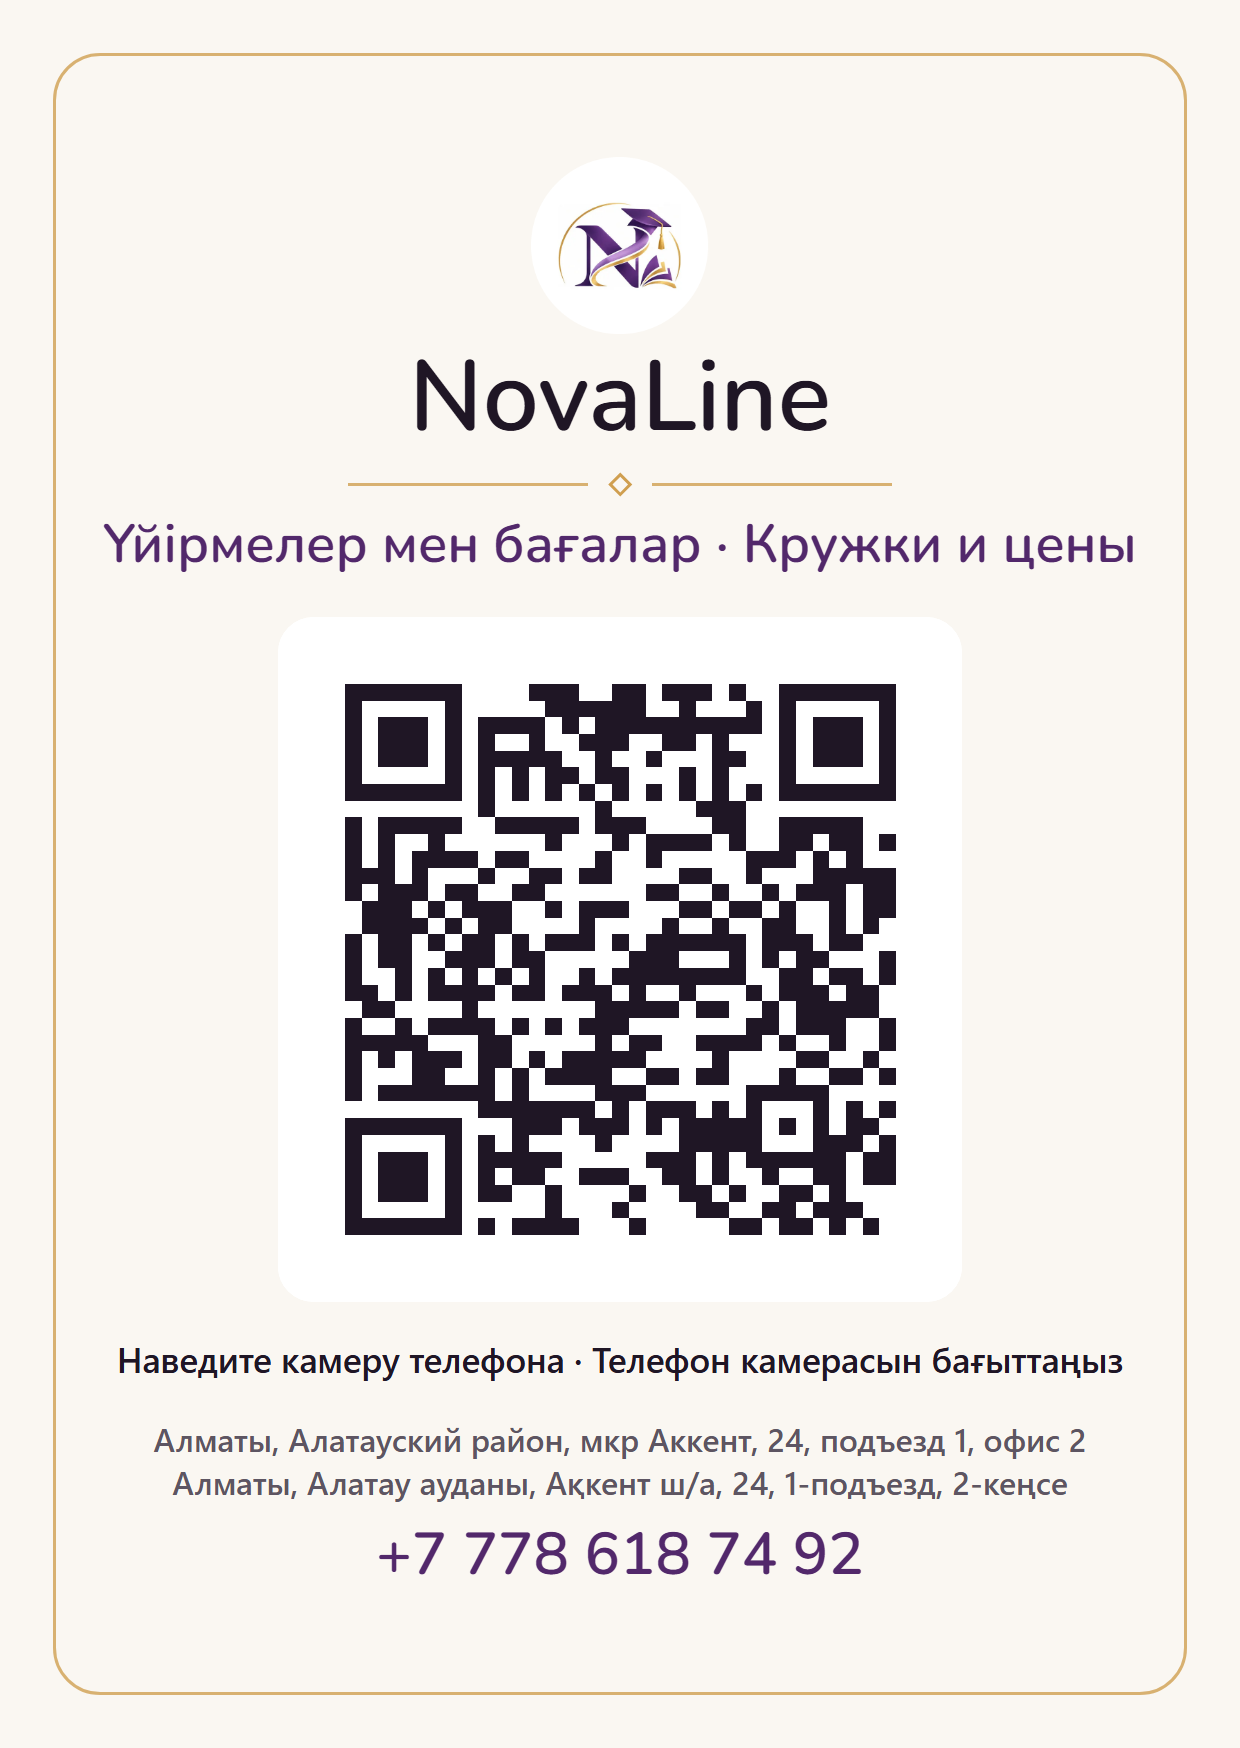 NovaLine
Үйірмелер мен бағалар · Кружки и цены
Наведите камеру телефона · Телефон камерасын бағыттаңыз
Алматы, Алатауский район, мкр Аккент, 24, подъезд 1, офис 2
Алматы, Алатау ауданы, Ақкент ш/а, 24, 1-подъезд, 2-кеңсе
+7 778 618 74 92